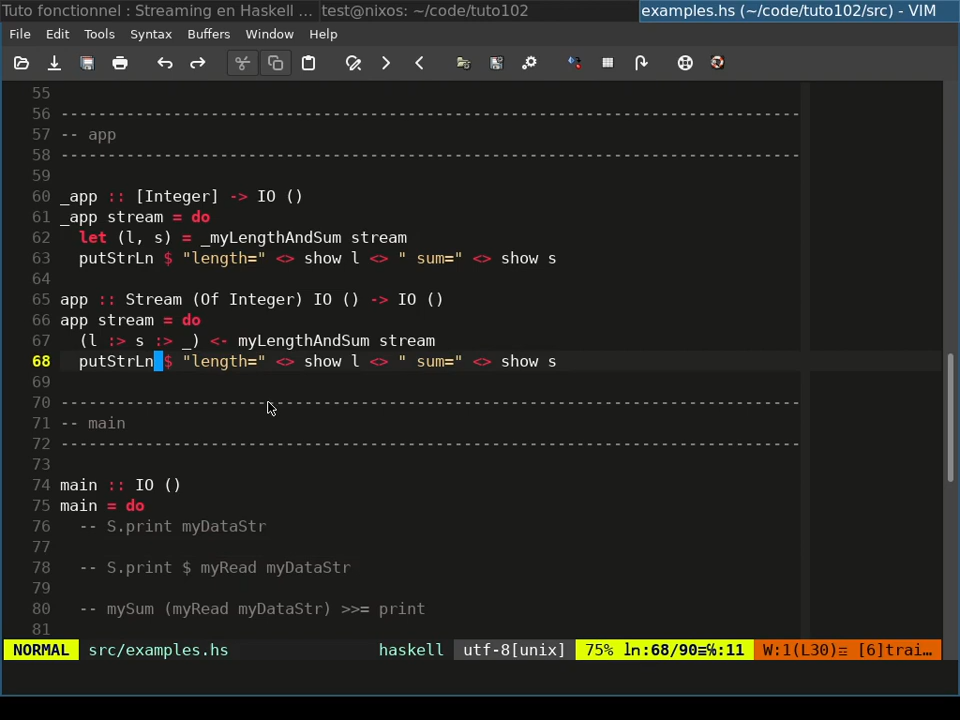 Tuto fonctionnel : Streaming en Haskell ... test@nixos: ~/code/tuto102 examples.hs (~/code/tuto102/src) - VIM
File Edit Tools Syntax Buffers Window Help
55
56 -------------------------------------------------------------------------------
57 -- app
58 -------------------------------------------------------------------------------
59
60 _app :: [Integer] -> IO ()
61 _app stream = do
62   let (l, s) = _myLengthAndSum stream
63   putStrLn $ "length=" <> show l <> " sum=" <> show s
64
65 app :: Stream (Of Integer) IO () -> IO ()
66 app stream = do
67   (l :> s :> _) <- myLengthAndSum stream
68   putStrLn $ "length=" <> show l <> " sum=" <> show s
69
70 -------------------------------------------------------------------------------
71 -- main
72 -------------------------------------------------------------------------------
73
74 main :: IO ()
75 main = do
76   -- S.print myDataStr
77
78   -- S.print $ myRead myDataStr
79
80   -- mySum (myRead myDataStr) >>= print
81
NORMAL src/examples.hs haskell utf-8[unix] 75% ln:68/90≡℅:11 W:1(L30)≡ [6]trai…